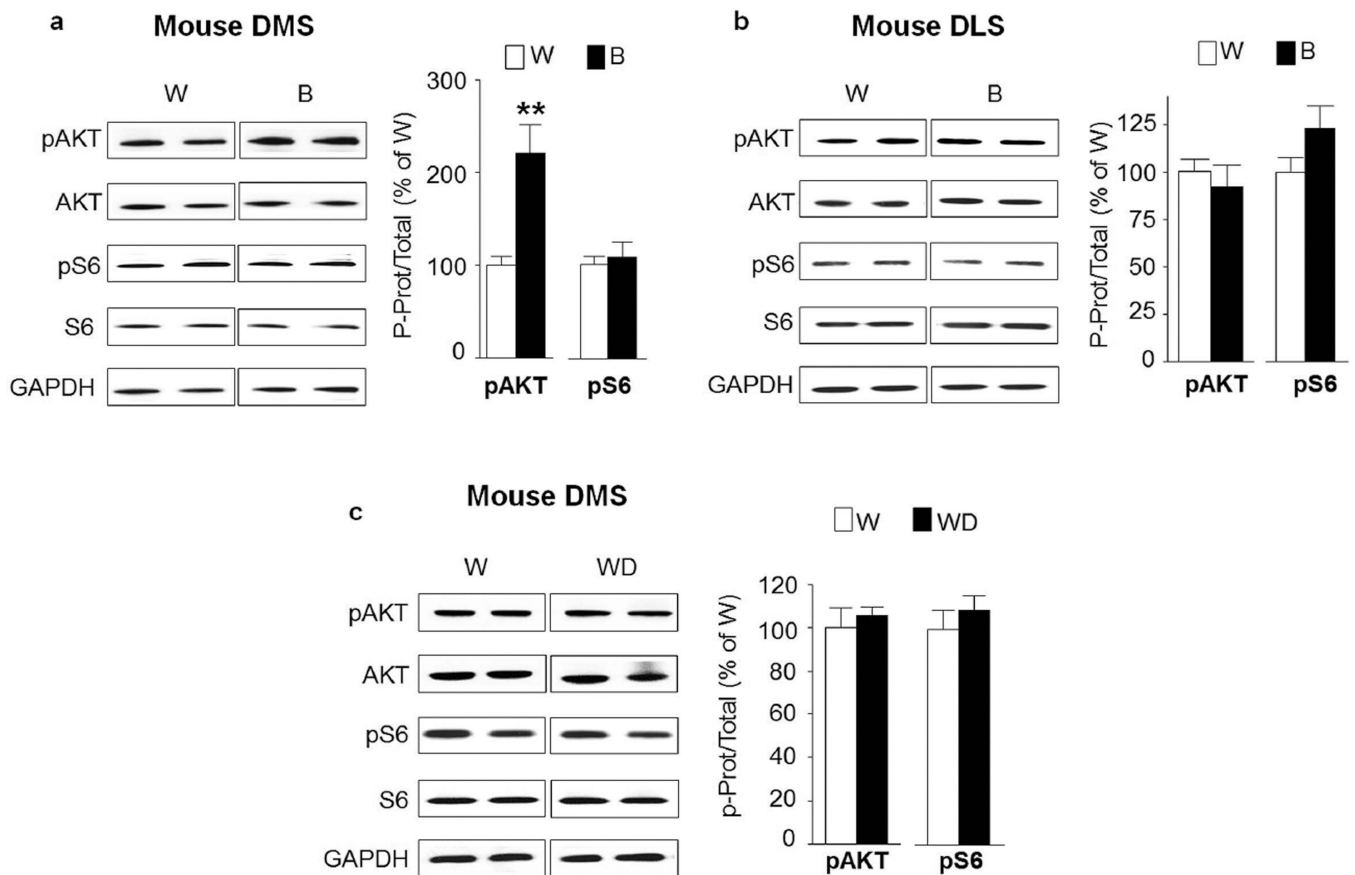 a
Mouse DMS
W B
W B
pAKT
AKT
pS6
S6
GAPDH
P-Prot/Total (% of W)
300
200
100
0
**
pAKT pS6
b
Mouse DLS
W B
W B
pAKT
AKT
pS6
S6
GAPDH
P-Prot/Total (% of W)
125
100
75
50
25
0
pAKT pS6
c
Mouse DMS
W WD
W WD
pAKT
AKT
pS6
S6
GAPDH
p-Prot/Total (% of W)
120
100
80
60
40
20
0
pAKT pS6